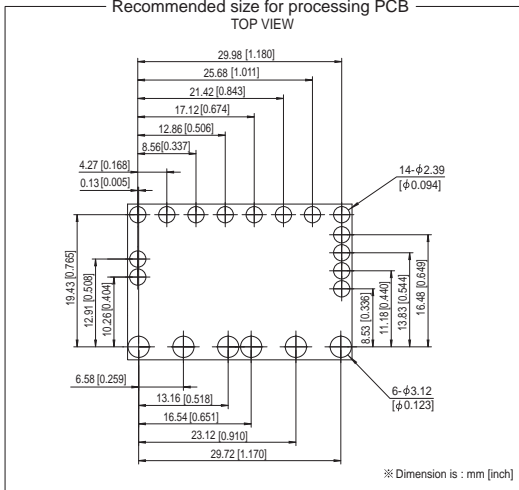 Recommended size for processing PCB
TOP VIEW
29.98 [1.180]
25.68 [1.011]
21.42 [0.843]
17.12 [0.674]
12.86 [0.506]
8.56 [0.337]
4.27 [0.168]
0.13 [0.005]
14-ϕ2.39
[ϕ0.094]
19.43 [0.765]
12.91 [0.508]
10.26 [0.404]
8.53 [0.336]
11.18 [0.440]
13.83 [0.544]
16.48 [0.649]
6.58 [0.259]
13.16 [0.518]
16.54 [0.651]
23.12 [0.910]
29.72 [1.170]
6-ϕ3.12
[ϕ0.123]
※ Dimension is : mm [inch]